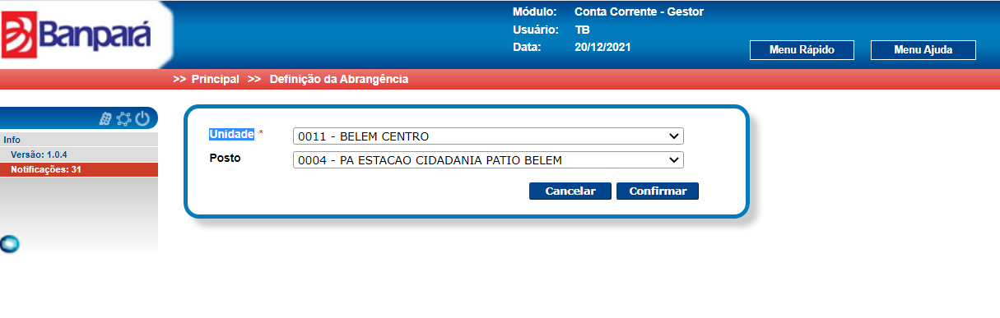 Banpará
Módulo: Conta Corrente - Gestor
Usuário: TB
Data: 20/12/2021
Menu Rápido Menu Ajuda
>> Principal >> Definição da Abrangência
Info
Versão: 1.0.4
Notificações: 31
Unidade * 0011 - BELEM CENTRO
Posto 0004 - PA ESTACAO CIDADANIA PATIO BELEM
Cancelar Confirmar